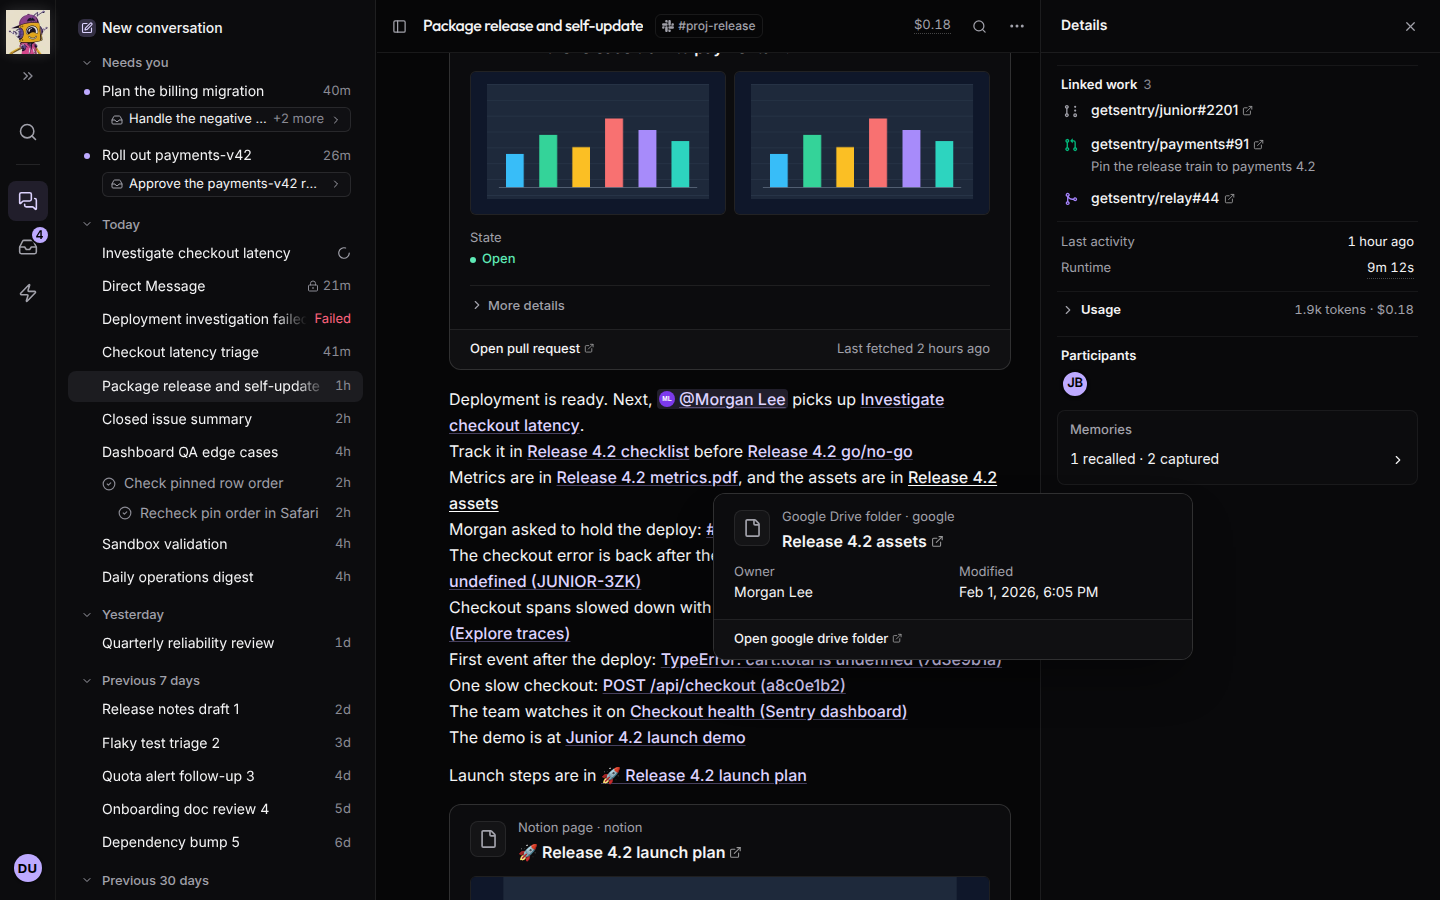 New conversation
Needs you
Plan the billing migration 40m
Handle the negative ... +2 more
Roll out payments-v42 26m
Approve the payments-v42 r...
Today
Investigate checkout latency
Direct Message 21m
Deployment investigation failed Failed
Checkout latency triage 41m
Package release and self-update 1h
Closed issue summary 2h
Dashboard QA edge cases 4h
Check pinned row order 2h
Recheck pin order in Safari 2h
Sandbox validation 4h
Daily operations digest 4h
Yesterday
Quarterly reliability review 1d
Previous 7 days
Release notes draft 1 2d
Flaky test triage 2 3d
Quota alert follow-up 3 4d
Onboarding doc review 4 5d
Dependency bump 5 6d
Previous 30 days
4
DU
Package release and self-update #proj-release $0.18
State
Open
More details
Open pull request Last fetched 2 hours ago
Deployment is ready. Next, ML @Morgan Lee picks up Investigate
checkout latency.
Track it in Release 4.2 checklist before Release 4.2 go/no-go
Metrics are in Release 4.2 metrics.pdf, and the assets are in Release 4.2
assets
Morgan asked to hold the deploy: #
The checkout error is back after the
undefined (JUNIOR-3ZK)
Checkout spans slowed down with
(Explore traces)
First event after the deploy: TypeError: cart.total is undefined (7d3e9b1a)
One slow checkout: POST /api/checkout (a8c0e1b2)
The team watches it on Checkout health (Sentry dashboard)
The demo is at Junior 4.2 launch demo
Launch steps are in 🚀 Release 4.2 launch plan
Notion page · notion
🚀 Release 4.2 launch plan
Google Drive folder · google
Release 4.2 assets
Owner Modified
Morgan Lee Feb 1, 2026, 6:05 PM
Open google drive folder
Details
Linked work 3
getsentry/junior#2201
getsentry/payments#91
Pin the release train to payments 4.2
getsentry/relay#44
Last activity 1 hour ago
Runtime 9m 12s
Usage 1.9k tokens · $0.18
Participants
JB
Memories
1 recalled · 2 captured